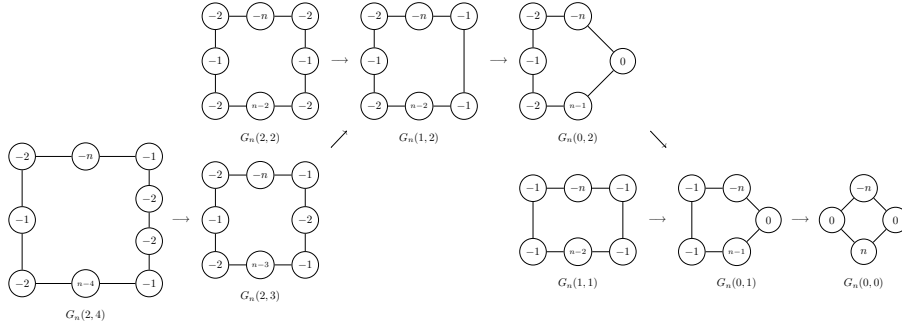 -2 -n -2
-1 -1
-2 n-2 -2
G_n(2, 2)
→
-2 -n -1
-1
-2 n-2 -1
G_n(1, 2)
→
-2 -n
-1 0
-2 n-1
G_n(0, 2)
-2 -n -1
-2
-1
-2
-2 n-4 -1
G_n(2, 4)
→
-2 -n -1
-1 -2
-2 n-3 -1
G_n(2, 3)
-1 -n -1
-1 n-2 -1
G_n(1, 1)
→
-1 -n
0
-1 n-1
G_n(0, 1)
→
-n
0 0
n
G_n(0, 0)